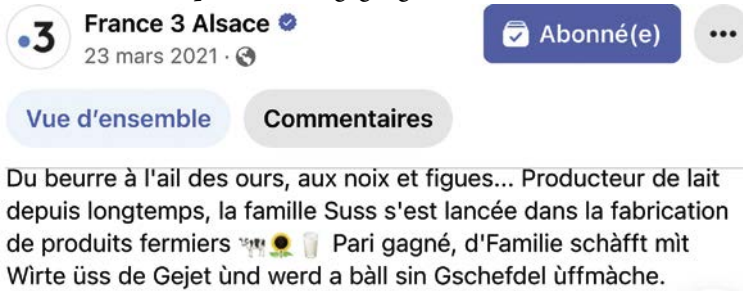 3
France 3 Alsace
23 mars 2021 ·
Abonné(e)
Vue d'ensemble
Commentaires
Du beurre à l'ail des ours, aux noix et figues... Producteur de lait
depuis longtemps, la famille Suss s'est lancée dans la fabrication
de produits fermiers 🐄🌻🥛 Pari gagné, d'Familie schàfft mìt
Wìrte üss de Gejet ùnd werd a bàll sin Gschefdel ùffmàche.